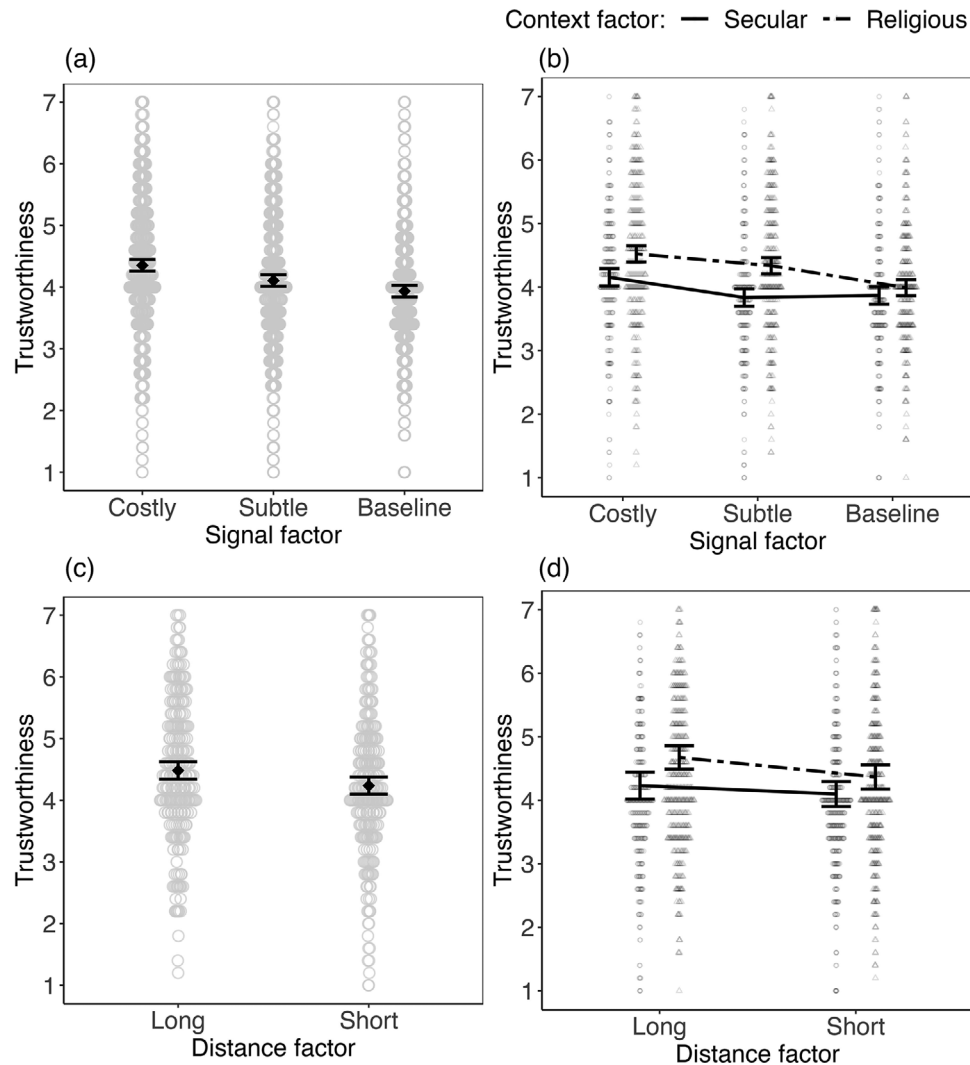 Context factor: Secular Religious
(a)
7
6
5
4
3
2
1
Trustworthiness
Costly Subtle Baseline
Signal factor
(b)
7
6
5
4
3
2
1
Trustworthiness
Costly Subtle Baseline
Signal factor
(c)
7
6
5
4
3
2
1
Trustworthiness
Long Short
Distance factor
(d)
7
6
5
4
3
2
1
Trustworthiness
Long Short
Distance factor